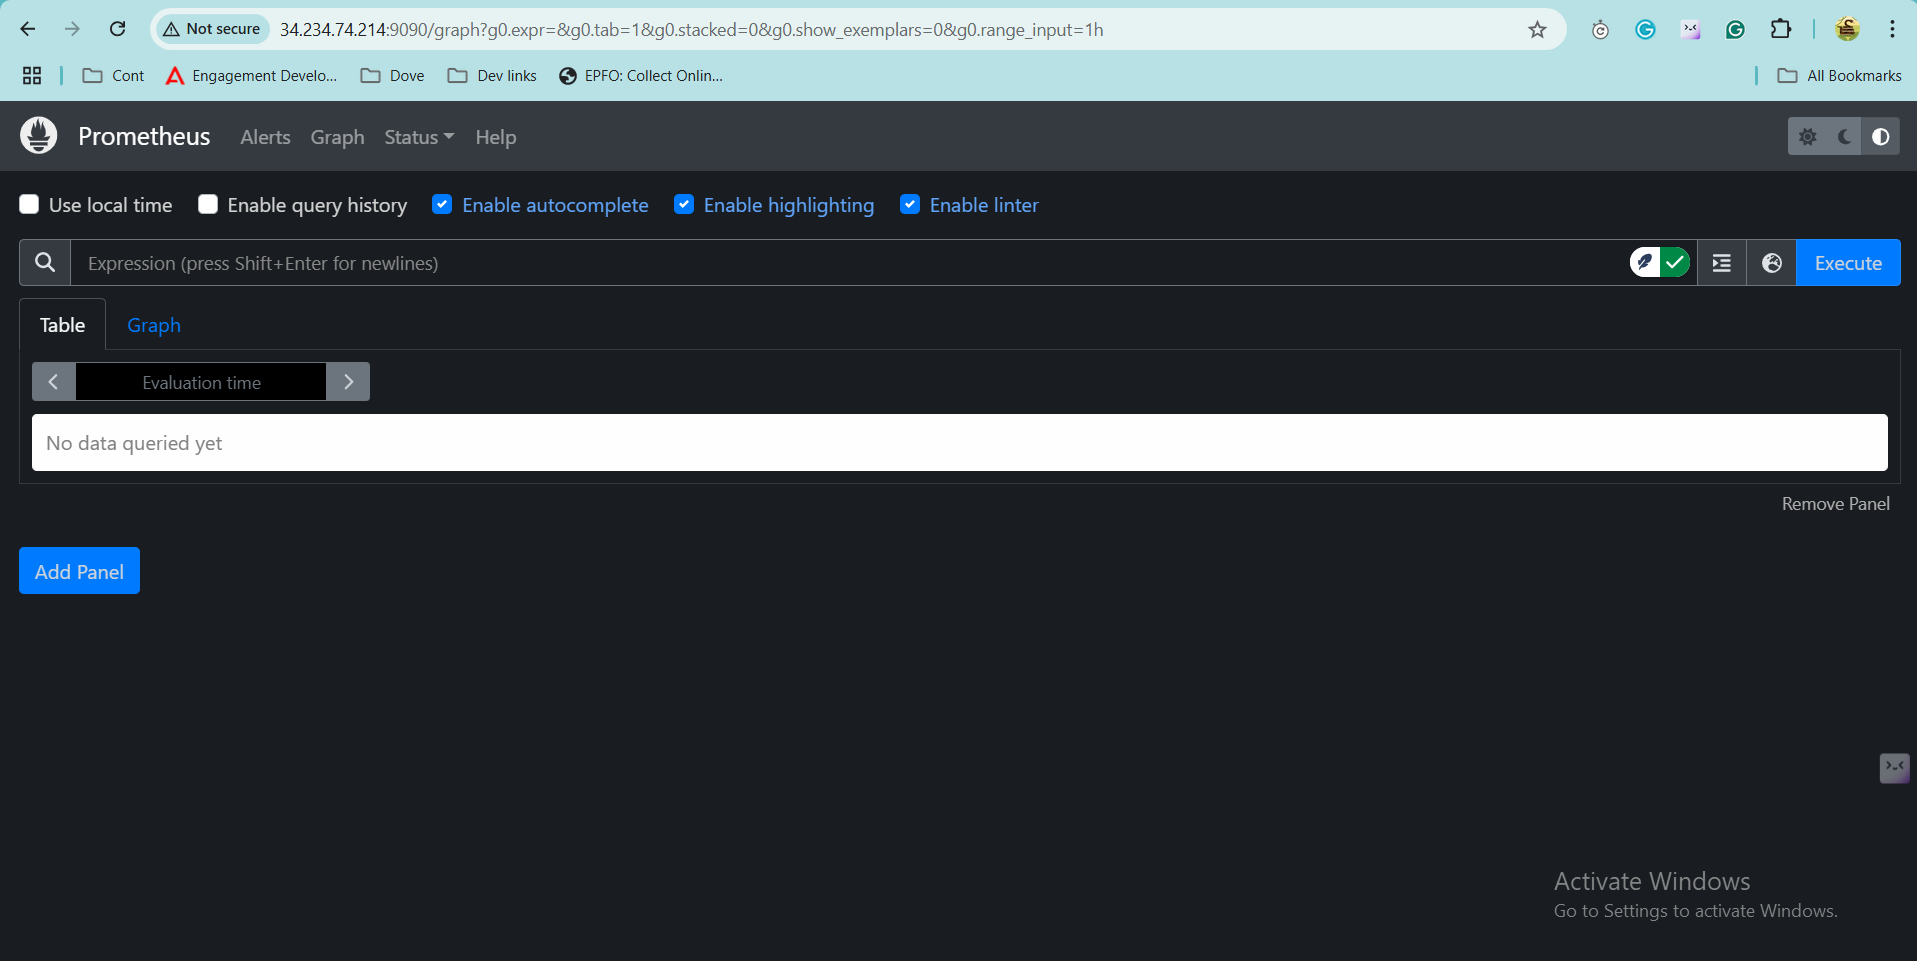 Not secure 34.234.74.214:9090/graph?g0.expr=&g0.tab=1&g0.stacked=0&g0.show_exemplars=0&g0.range_input=1h
Cont Engagement Develo... Dove Dev links EPFO: Collect Onlin... All Bookmarks
Prometheus Alerts Graph Status Help
Use local time Enable query history Enable autocomplete Enable highlighting Enable linter
Expression (press Shift+Enter for newlines) Execute
Table Graph
Evaluation time
No data queried yet
Remove Panel
Add Panel
Activate Windows
Go to Settings to activate Windows.